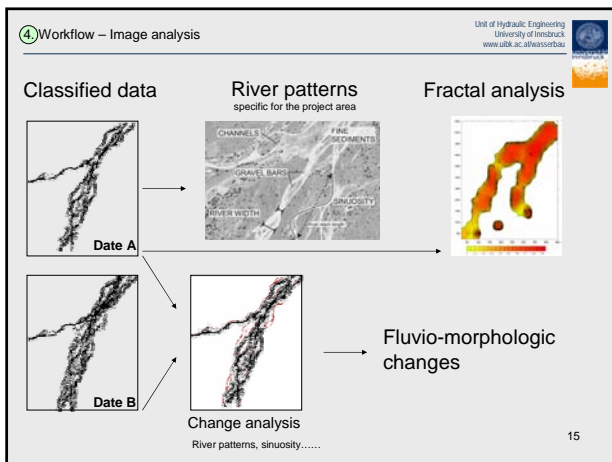 4. Workflow – Image analysis
Unit of Hydraulic Engineering
University of Innsbruck
www.uibk.ac.at/wasserbau
Classified data
River patterns
specific for the project area
Fractal analysis
CHANNELS
FINE
SEDIMENTS
GRAVEL BARS
RIVER WIDTH
SINUOSITY
Date A
Date B
Change analysis
River patterns, sinuosity……
Fluvio-morphologic
changes
15